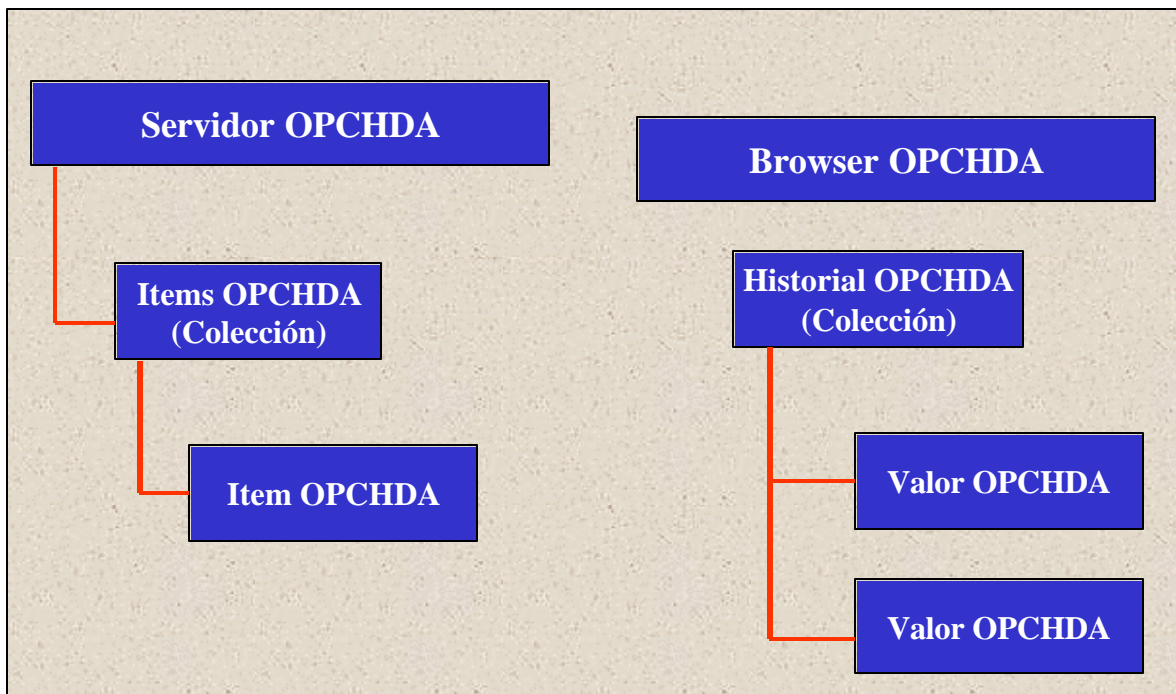 Servidor OPCHDA
Items OPCHDA
(Colección)
Item OPCHDA
Browser OPCHDA
Historial OPCHDA
(Colección)
Valor OPCHDA
Valor OPCHDA